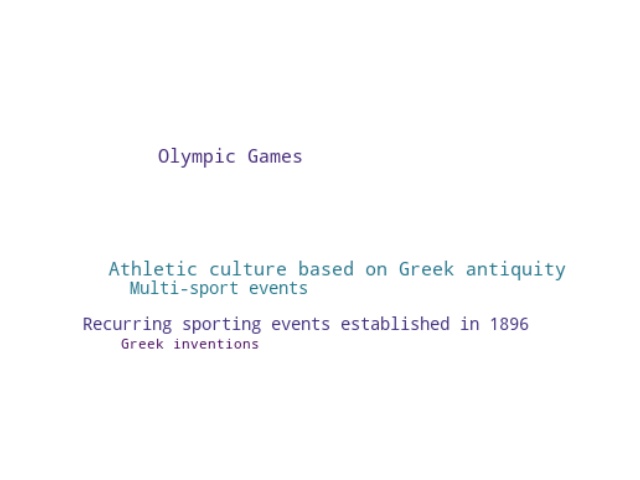 Olympic Games
Athletic culture based on Greek antiquity
Multi-sport events
Recurring sporting events established in 1896
Greek inventions